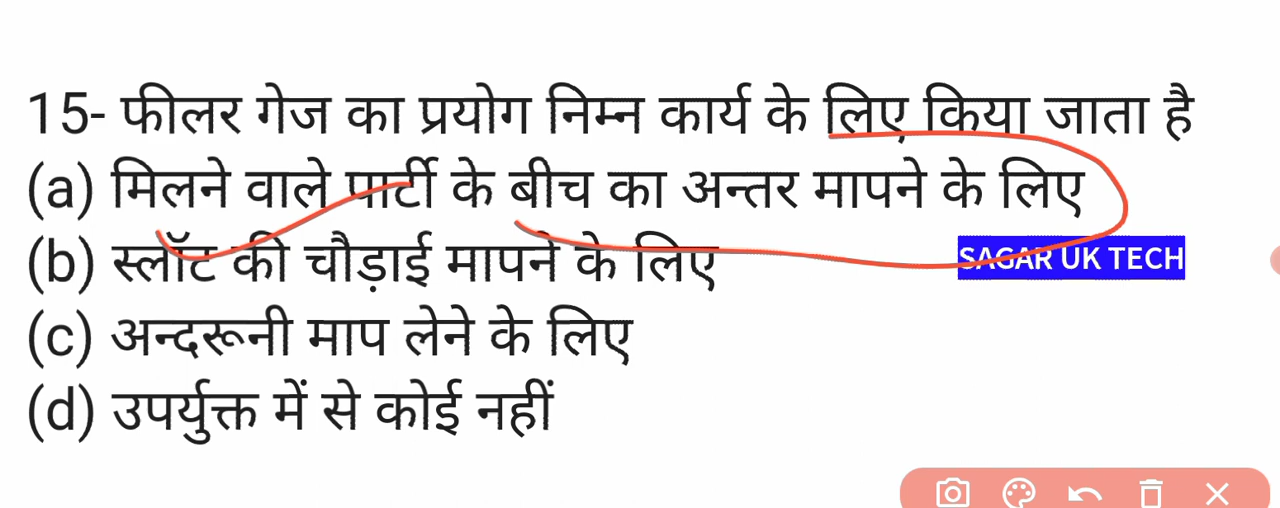 15- फीलर गेज का प्रयोग निम्न कार्य के लिए किया जाता है
(a) मिलने वाले पार्टी के बीच का अन्तर मापने के लिए
(b) स्लॉट की चौड़ाई मापने के लिए
SAGAR UK TECH
(c) अन्दरूनी माप लेने के लिए
(d) उपर्युक्त में से कोई नहीं